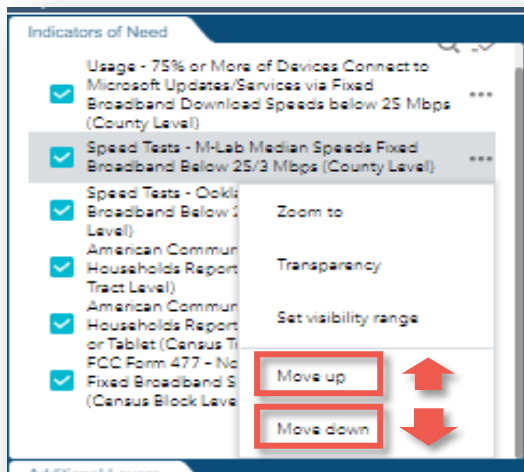 Indicators of Need
Usage - 75% or More of Devices Connect to
Microsoft Updates/Services via Fixed
Broadband Download Speeds below 25 Mbps
(County Level)
Speed Tests - M-Lab Median Speeds Fixed
Broadband Below 25/3 Mbps (County Level)
Speed Tests - Ookla
Broadband Below 2
Level)
American Commun
Households Report
Tract Level)
American Commun
Households Report
or Tablet (Census T
FCC Form 477 - No
Fixed Broadband S
(Census Block Leve
Zoom to
Transparency
Set visibility range
Move up
Move down
Additional Layers